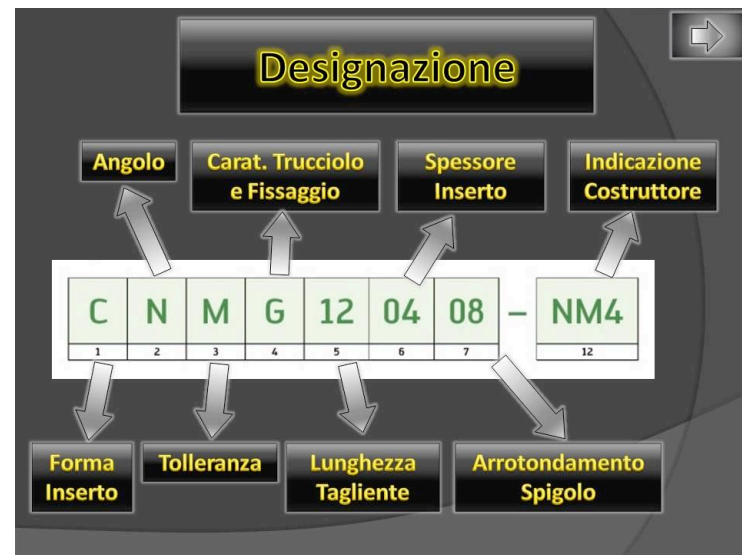 Designazione
Angolo
Carat. Trucciolo
e Fissaggio
Spessore
Inserto
Indicazione
Costruttore
C N M G 12 04 08 – NM4
1 2 3 4 5 6 7 12
Forma
Inserto
Tolleranza
Lunghezza
Tagliente
Arrotondamento
Spigolo